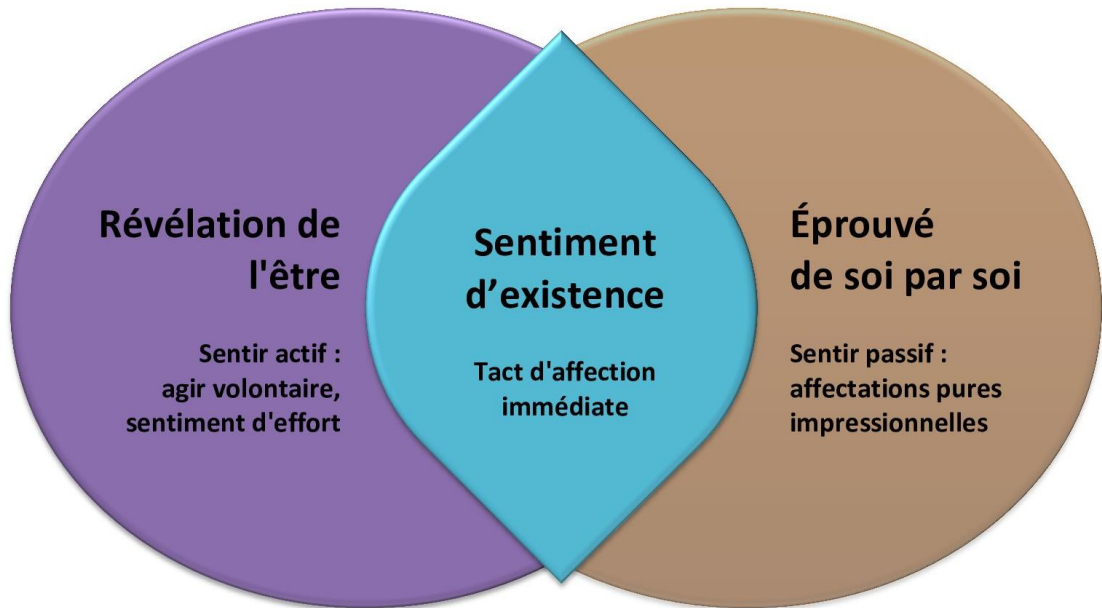 Révélation de
l'être
Sentir actif :
agir volontaire,
sentiment d'effort
Sentiment
d’existence
Tact d'affection
immédiate
Éprouvé
de soi par soi
Sentir passif :
affectations pures
impressionnelles